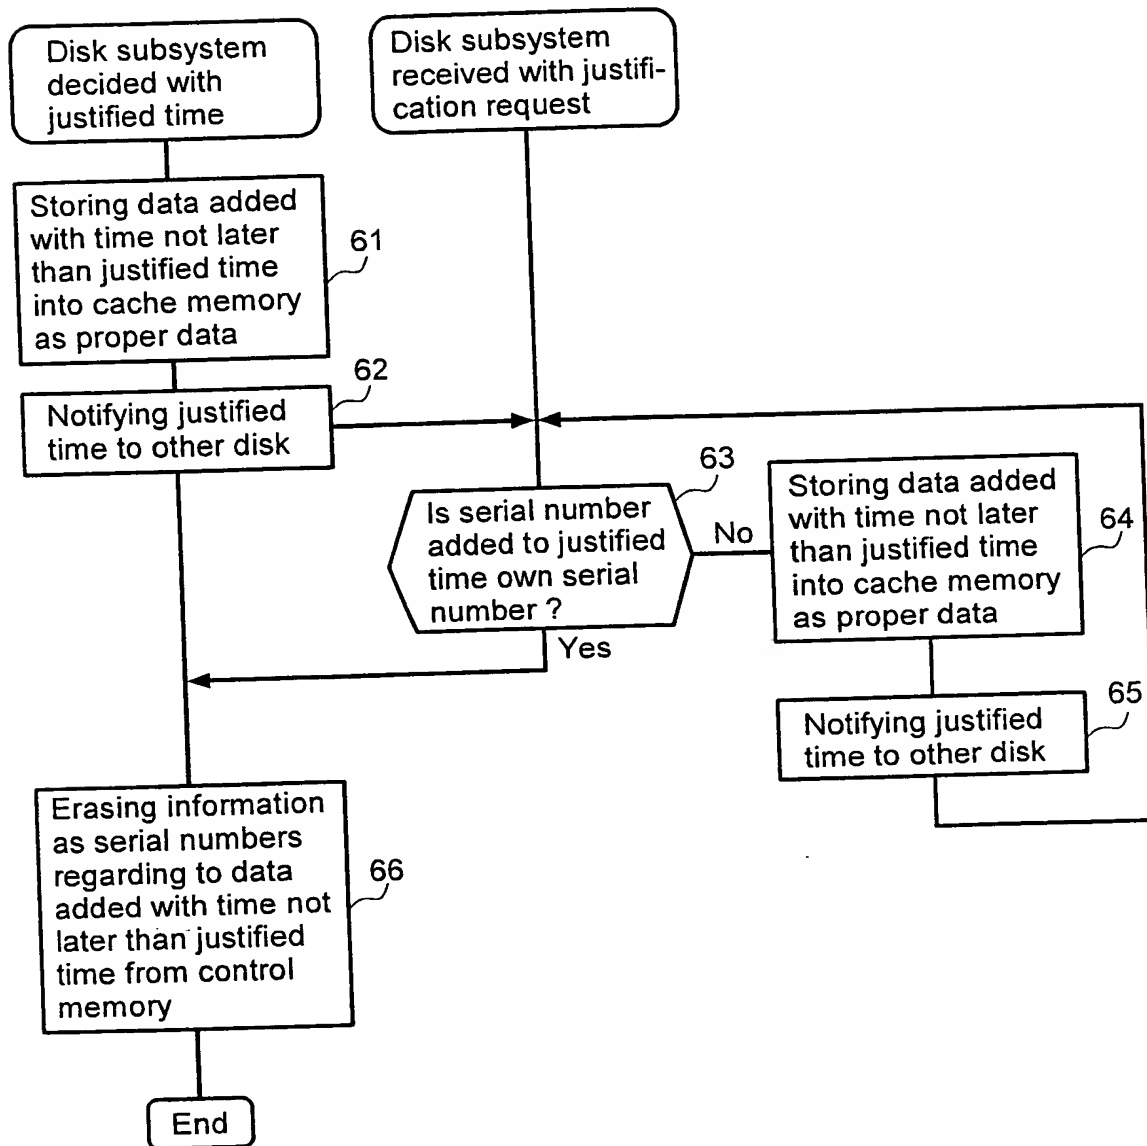 Disk subsystem
decided with
justified time
Disk subsystem
received with justifi-
cation request
Storing data added
with time not later
than justified time
into cache memory
as proper data
61
Notifying justified
time to other disk
62
Is serial number
added to justified
time own serial
number ?
63
No
Yes
Storing data added
with time not later
than justified time
into cache memory
as proper data
64
Notifying justified
time to other disk
65
Erasing information
as serial numbers
regarding to data
added with time not
later than justified
time from control
memory
66
End